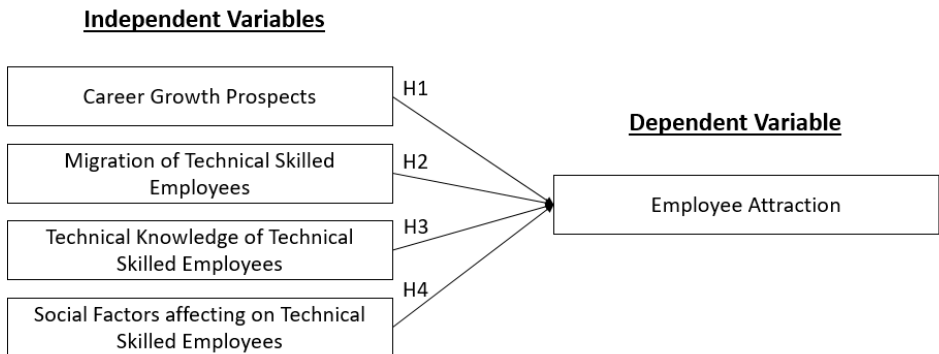 Independent Variables
Career Growth Prospects
H1
Migration of Technical Skilled
Employees
H2
Technical Knowledge of Technical
Skilled Employees
H3
Social Factors affecting on Technical
Skilled Employees
H4
Dependent Variable
Employee Attraction